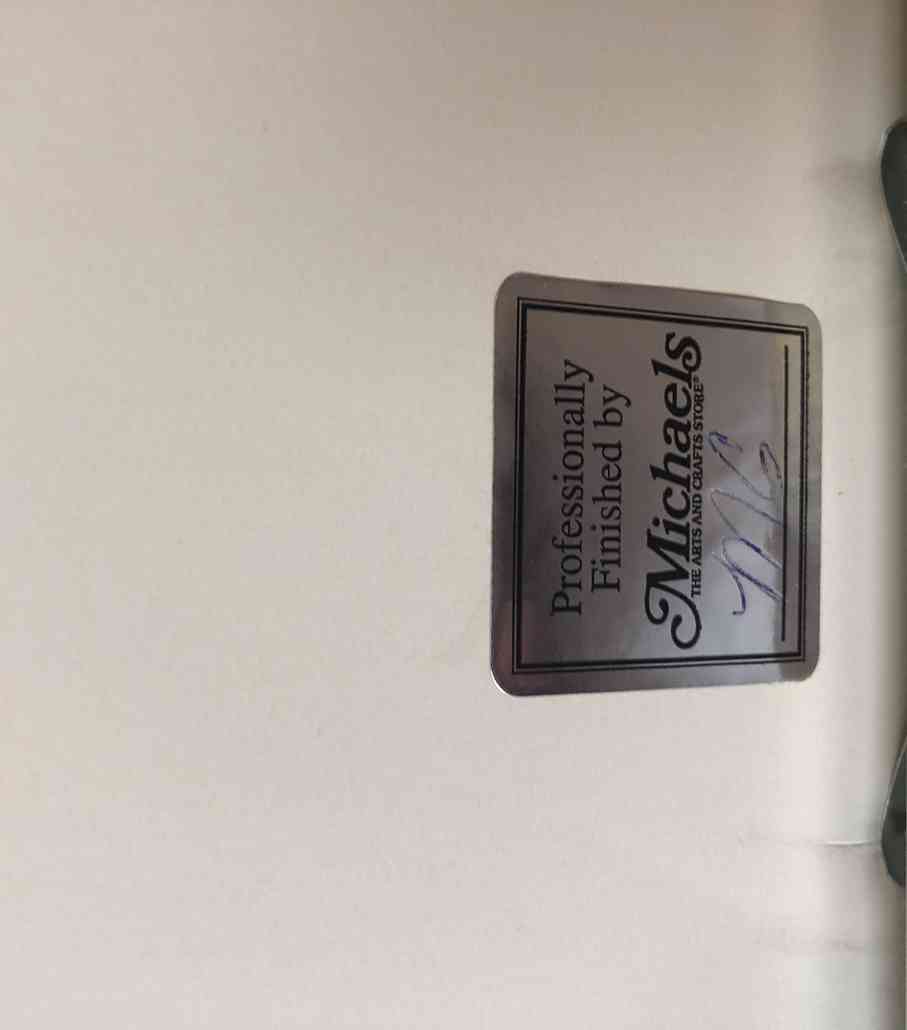 Professionally
Finished by
Michaels
THE ARTS AND CRAFTS STORE®